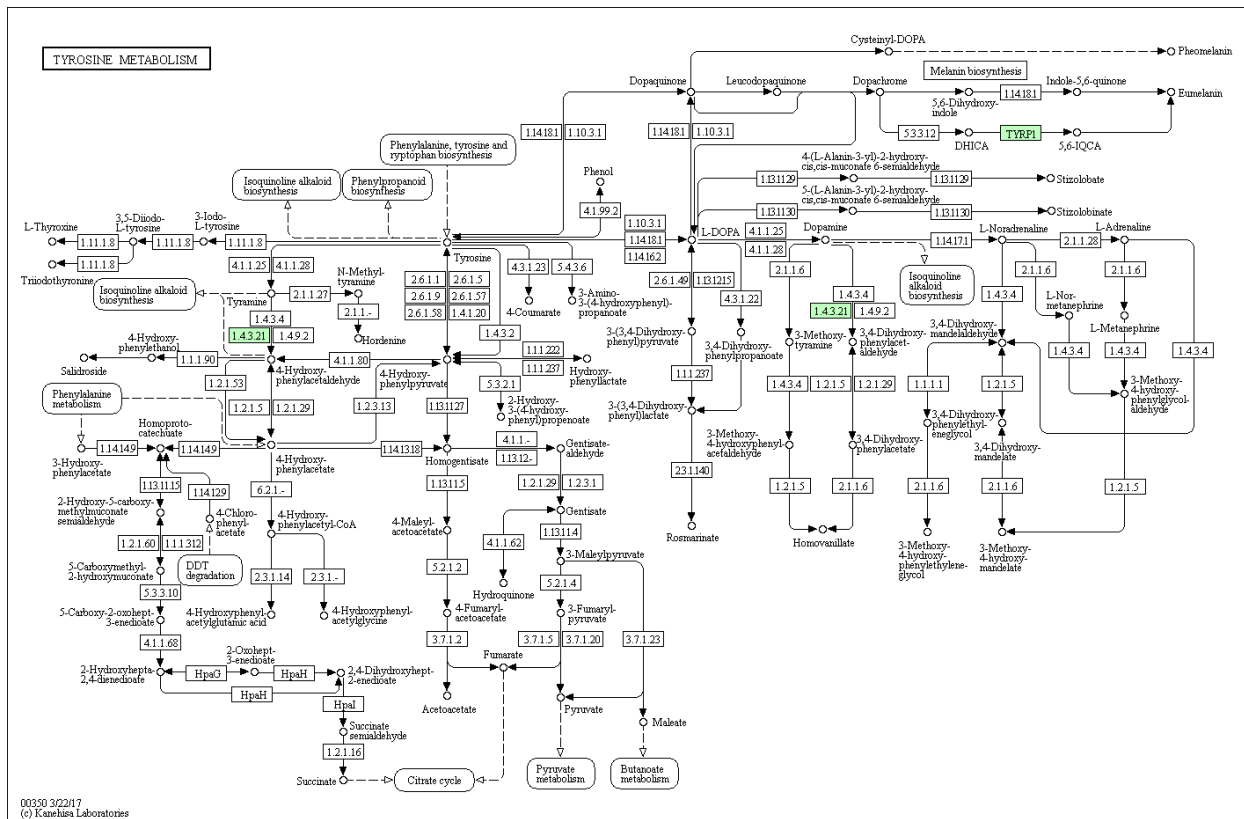 TYROSINE METABOLISM
Cysteinyl-DOPA
Pheomelanin
Dopaquinone
Leucodopaquinone
Dopachrome
Melanin biosynthesis
Indole-5,6-quinone
1.14.18.1
Eumelanin
5,6-Dihydroxy-
indole
1.14.18.1
1.10.3.1
1.14.18.1
1.10.3.1
5.3.3.12
TYRP1
DHICA
5,6-IQCA
Phenylalanine, tyrosine and
ryptophan biosynthesis
Isoquinoline alkaloid
biosynthesis
Phenylpropanoid
biosynthesis
Phenol
4.1.99.2
4-(L-Alanin-3-yl)-2-hydroxy-
cis,cis-muconate 6-semialdehyde
1.13.11.29
1.13.11.29
Stizolobate
5-(L-Alanin-3-yl)-2-hydroxy-
cis,cis-muconate 6-semialdehyde
1.13.11.30
1.13.11.30
Stizolobinate
L-Thyroxine
3,5-Diiodo-
L-tyrosine
3-Iodo-
L-tyrosine
1.11.1.8
1.11.1.8
1.11.1.8
1.11.1.8
Triiodothyronine
Tyrosine
1.10.3.1
1.14.18.1
1.14.16.2
L-DOPA
4.1.1.25
4.1.1.28
Dopamine
1.14.17.1
L-Noradrenaline
2.1.1.28
L-Adrenaline
4.1.1.25
4.1.1.28
Isoquinoline alkaloid
biosynthesis
Tyramine
N-Methyl-
tyramine
2.1.1.27
2.1.1.-
Hordenine
2.6.1.1
2.6.1.5
2.6.1.9
2.6.1.57
2.6.1.58
1.4.1.20
4.3.1.23
5.4.3.6
4-Coumarate
3-Amino-
3-(4-hydroxyphenyl)-
propanoate
1.4.3.2
2.6.1.49
1.13.12.15
4.3.1.22
2.1.1.6
Isoquinoline
alkaloid
biosynthesis
1.4.3.4
2.1.1.6
2.1.1.6
1.4.3.4
1.4.3.21
1.4.9.2
1.4.3.4
1.4.3.21
1.4.9.2
L-Nor-
metanephrine
L-Metanephrine
3-(3,4-Dihydroxy-
phenyl)pyruvate
3,4-Dihydroxy-
phenylpropanoate
3-Methoxy-
tyramine
3,4-Dihydroxy-
phenylacet-
aldehyde
3,4-Dihydroxy-
mandelaldehyde
1.4.3.4
1.4.3.4
1.4.3.4
4-Hydroxy-
phenylethanol
Salidroside
1.1.1.90
4-Hydroxy-
phenylacetaldehyde
4.1.1.80
4-Hydroxy-
phenylpyruvate
1.1.1.222
1.1.1.237
Hydroxy-
phenyllactate
5.3.2.1
2-Hydroxy-
3-(4-hydroxy-
phenyl)propenoate
1.1.1.237
3-(3,4-Dihydroxy-
phenyl)lactate
1.4.3.4
1.2.1.5
1.2.1.29
1.1.1.1
1.2.1.5
3-Methoxy-
4-hydroxy-
phenylglycol-
aldehyde
1.2.1.53
1.2.1.5
1.2.1.29
1.2.3.13
1.13.11.27
Phenylalanine
metabolism
Homoproto-
catechuate
1.14.14.9
1.14.14.9
3-Hydroxy-
phenylacetate
4-Hydroxy-
phenylacetate
1.14.13.18
Homogentisate
4.1.1.-
1.13.12.-
Gentisate-
aldehyde
3-Methoxy-
4-hydroxyphenyl-
acetaldehyde
3,4-Dihydroxy-
phenylacetate
3,4-Dihydroxy-
phenylethyl-
eneglycol
3,4-Dihydroxy-
mandelate
1.13.11.15
1.14.12.9
6.2.1.-
1.13.11.5
1.2.1.29
1.2.3.1
2.3.1.140
1.2.1.5
2.1.1.6
2.1.1.6
2.1.1.6
1.2.1.5
2-Hydroxy-5-carboxy-
methylmuconate
semialdehyde
4-Chloro-
phenyl-
acetate
4-Hydroxy-
phenylacetyl-CoA
4-Maleyl-
acetoacetate
Gentisate
1.13.11.4
4.1.1.62
Hydroquinone
Rosmarinate
Homovanillate
3-Methoxy-
4-hydroxy-
phenylethylene-
glycol
3-Methoxy-
4-hydroxy-
mandelate
1.2.1.60
1.1.1.312
DDT
degradation
5-Carboxymethyl-
2-hydroxymuconate
2.3.1.14
2.3.1.-
5.2.1.2
3-Maleylpyruvate
5.2.1.4
5.3.3.10
5-Carboxy-2-oxohept-
3-enedioate
4-Hydroxyphenyl-
acetylglutamic acid
4-Hydroxyphenyl-
acetylglycine
4-Fumaryl-
acetoacetate
3-Fumaryl-
pyruvate
4.1.1.68
3.7.1.2
3.7.1.5
3.7.1.20
3.7.1.23
2-Hydroxyhepta-
2,4-dienedioate
HpaG
2-Oxohept-
3-enedioate
HpaH
2,4-Dihydroxyhept-
2-enedioate
HpaH
HpaI
Fumarate
Acetoacetate
Pyruvate
Maleate
Succinate
semialdehyde
1.2.1.16
Succinate
Citrate cycle
Pyruvate
metabolism
Butanoate
metabolism
00350 3/22/17
(c) Kanehisa Laboratories